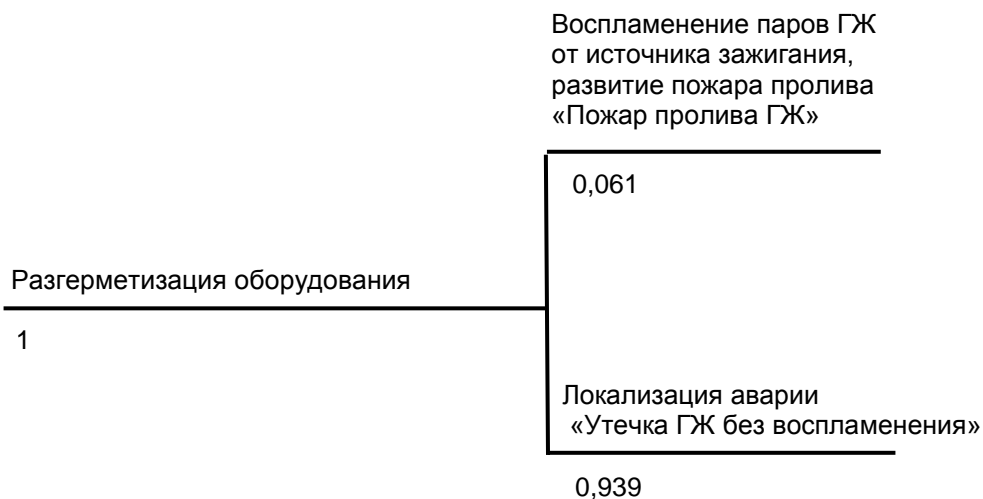 Воспламенение паров ГЖ
от источника зажигания,
развитие пожара пролива
«Пожар пролива ГЖ»
0,061
Разгерметизация оборудования
1
Локализация аварии
«Утечка ГЖ без воспламенения»
0,939